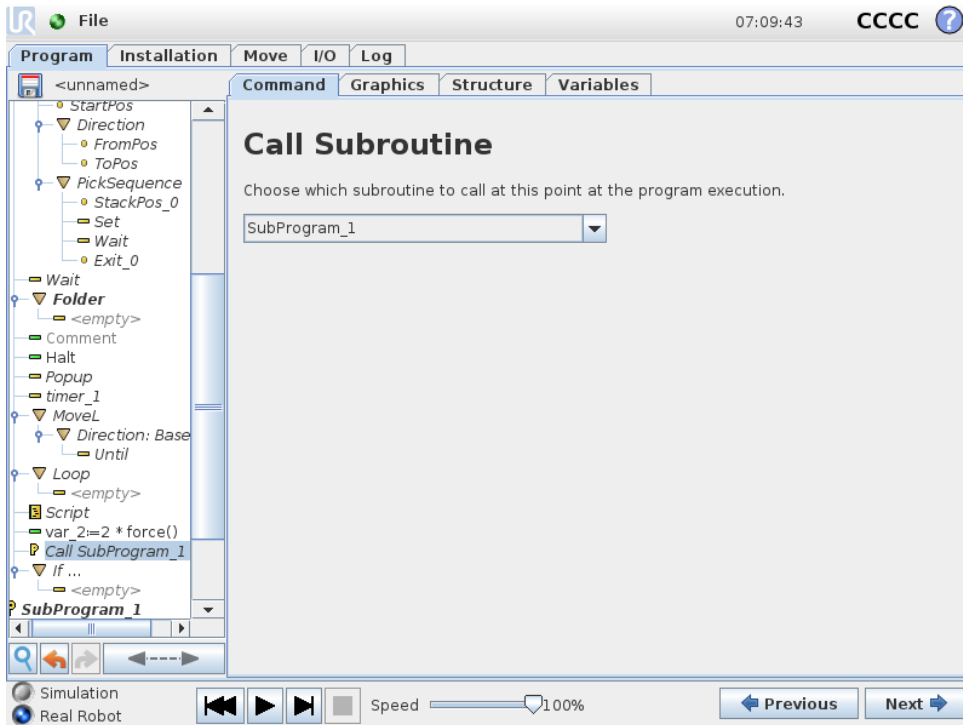 UR File 07:09:43 CCCC ?
Program Installation Move I/O Log
<unnamed>
Command Graphics Structure Variables
StartPos
Direction
FromPos
ToPos
PickSequence
StackPos_0
Set
Wait
Exit_0
Wait
Folder
<empty>
Comment
Halt
Popup
timer_1
MoveL
Direction: Base
Until
Loop
<empty>
Script
var_2:=2 * force()
Call SubProgram_1
If ...
<empty>
SubProgram_1
Call Subroutine
Choose which subroutine to call at this point at the program execution.
SubProgram_1
Simulation
Real Robot
Speed 100%
Previous Next